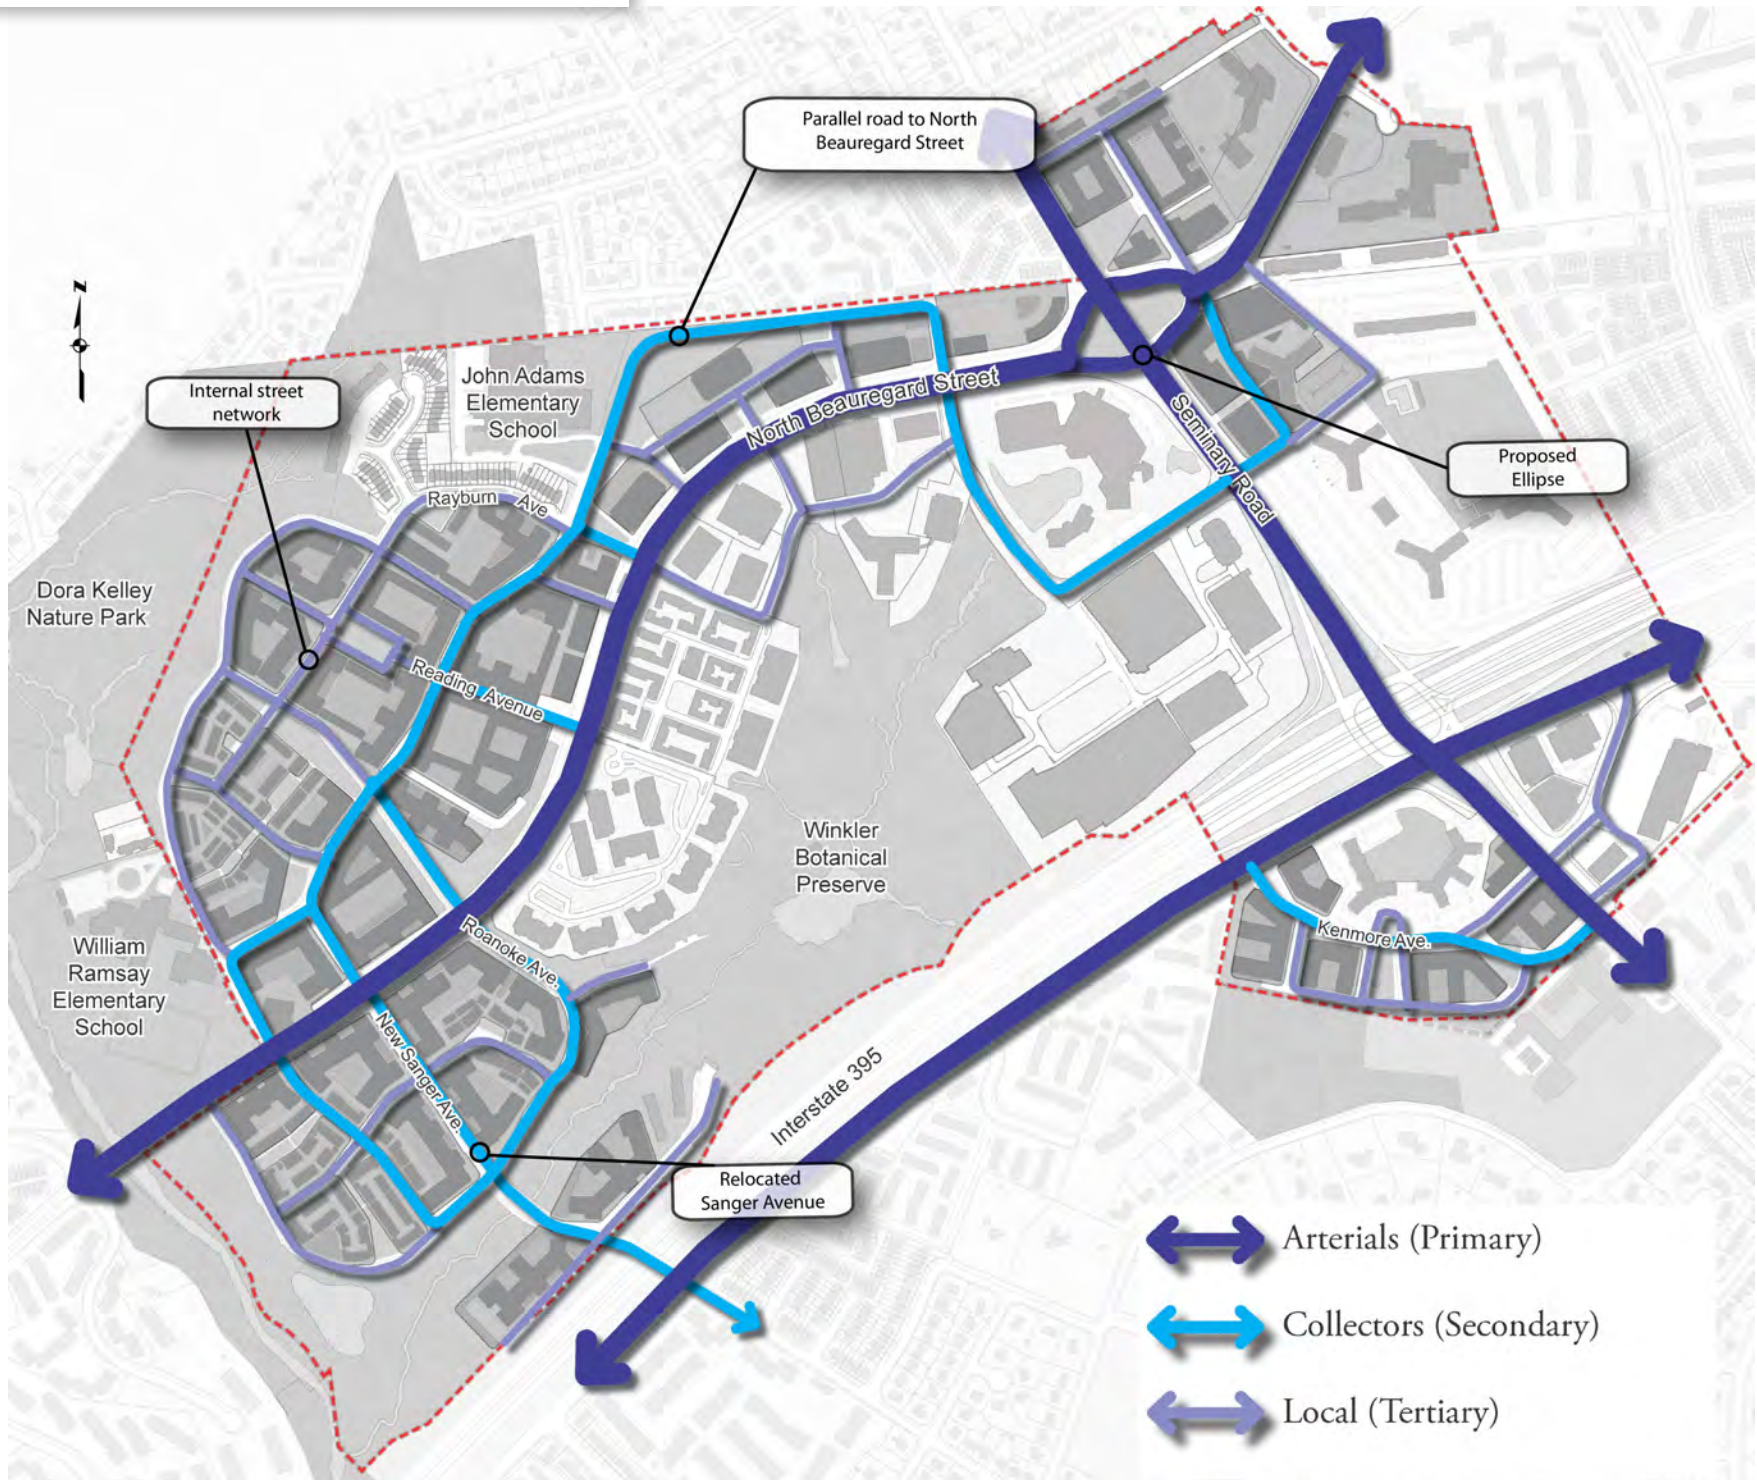 Parallel road to North
Beauregard Street
N
Internal street
network
John Adams
Elementary
School
North Beauregard Street
Seminary Road
Proposed
Ellipse
Rayburn Ave
Dora Kelley
Nature Park
Reading Avenue
Winkler
Botanical
Preserve
William
Ramsay
Elementary
School
Roanoke Ave.
Kenmore Ave.
New Sanger Ave.
Interstate 395
Relocated
Sanger Avenue
Arterials (Primary)
Collectors (Secondary)
Local (Tertiary)